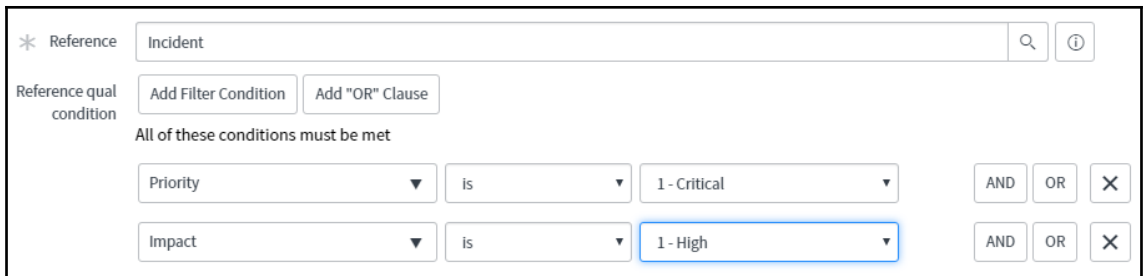 Reference Incident
Reference qual condition Add Filter Condition Add "OR" Clause
All of these conditions must be met
Priority is 1 - Critical AND OR
Impact is 1 - High AND OR